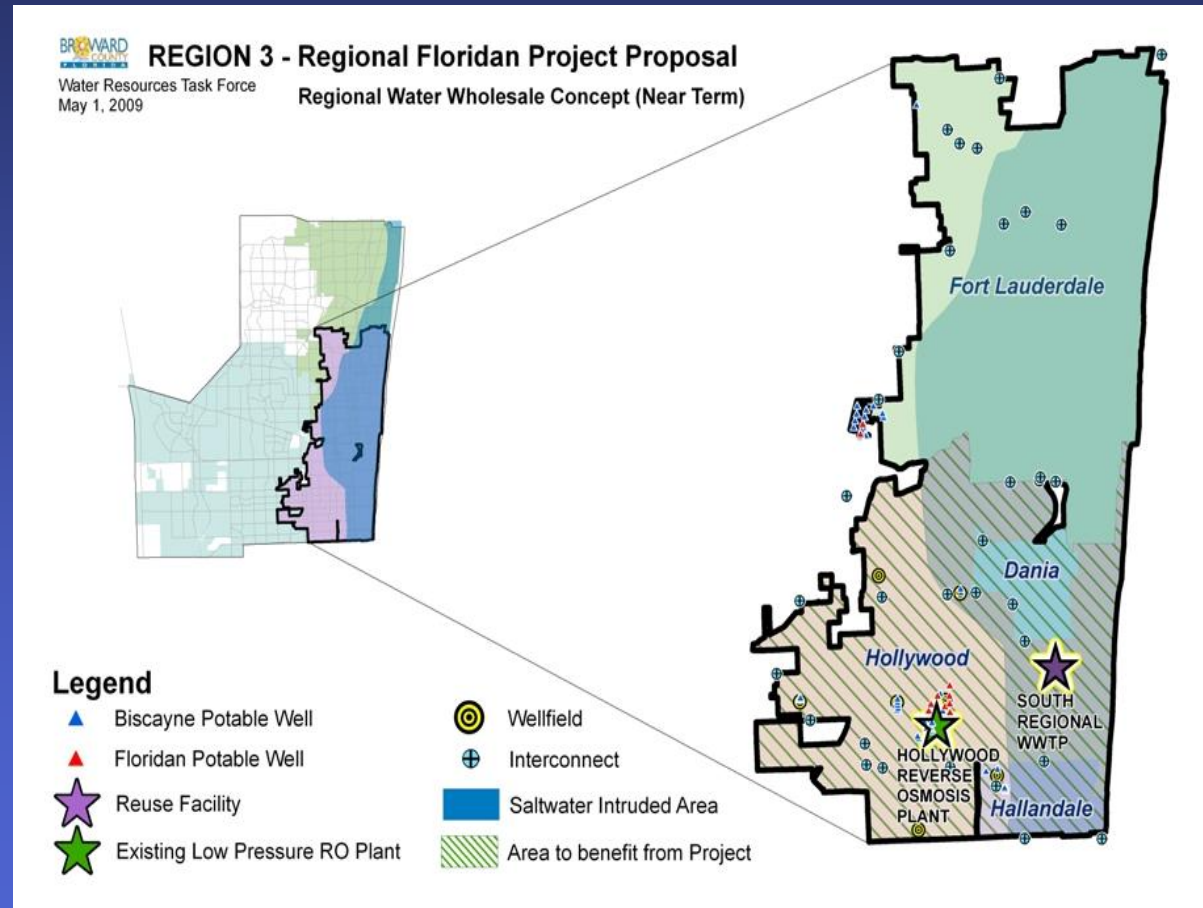 BROWARD
COUNTY
FLORIDA
REGION 3 - Regional Floridan Project Proposal
Water Resources Task Force
May 1, 2009
Regional Water Wholesale Concept (Near Term)
Fort Lauderdale
Dania
Hollywood
SOUTH
REGIONAL
WWTP
HOLLYWOOD
REVERSE
OSMOSIS
PLANT
Hallandale
Legend
Biscayne Potable Well
Floridan Potable Well
Reuse Facility
Existing Low Pressure RO Plant
Wellfield
Interconnect
Saltwater Intruded Area
Area to benefit from Project